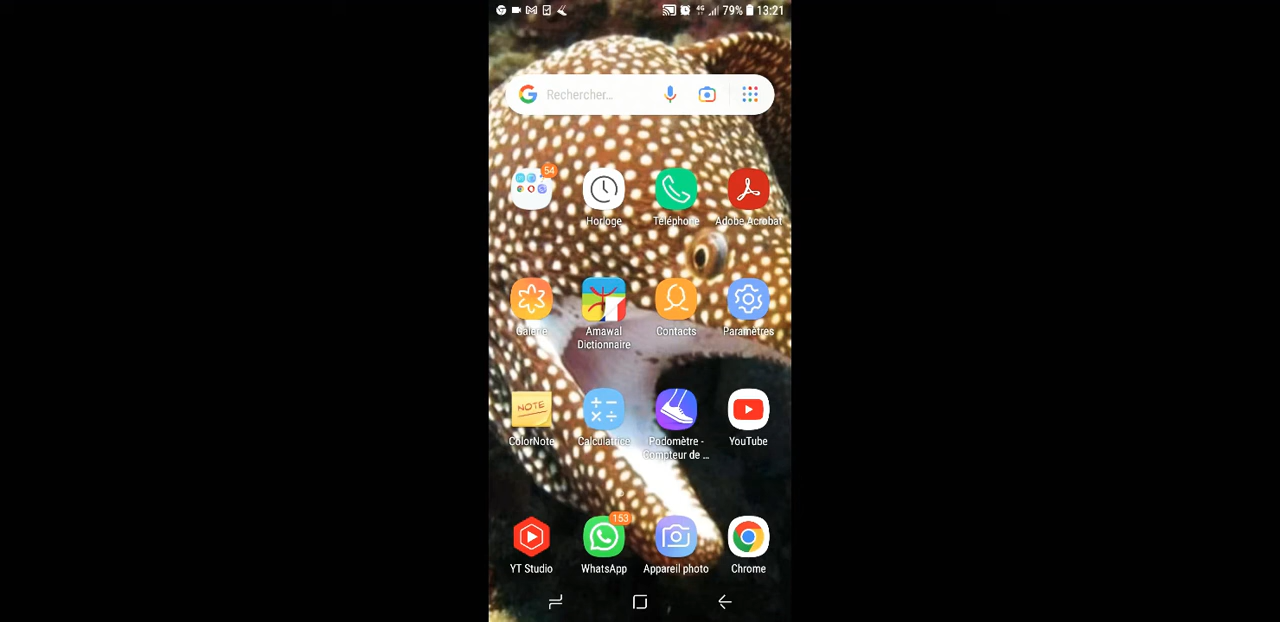 79% 13:21
Rechercher...
54
Horloge
Téléphone
Adobe Acrobat
Galerie
Amawal
Dictionnaire
Contacts
Paramètres
NOTE
ColorNote
Calculatrice
Podomètre -
Compteur de ...
YouTube
153
YT Studio
WhatsApp
Appareil photo
Chrome